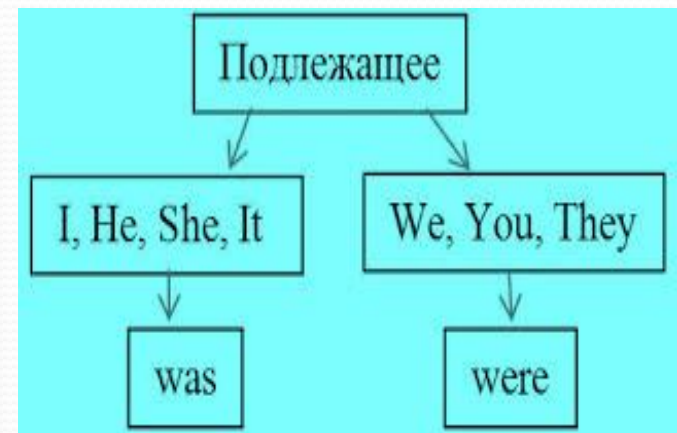 Подлежащее
I, He, She, It
We, You, They
was
were